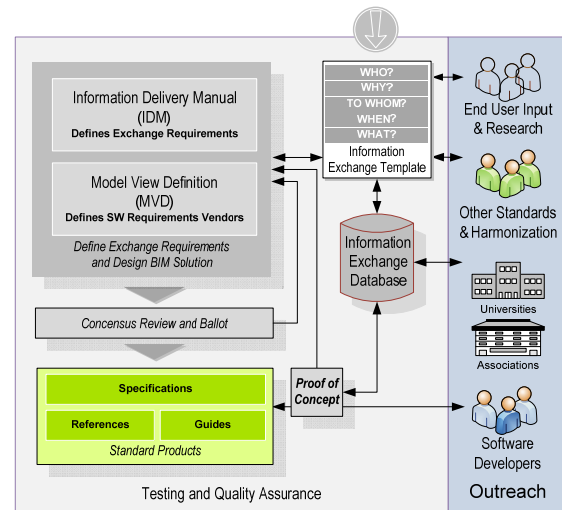 Information Delivery Manual
(IDM)
Defines Exchange Requirements
Model View Definition
(MVD)
Defines SW Requirements Vendors
Define Exchange Requirements
and Design BIM Solution
Consensus Review and Ballot
Specifications
References
Guides
Standard Products
WHO?
WHY?
TO WHOM?
WHEN?
WHAT?
Information
Exchange Template
Information
Exchange
Database
Proof of
Concept
Testing and Quality Assurance
End User Input
& Research
Other Standards
& Harmonization
Universities
Associations
Software
Developers
Outreach